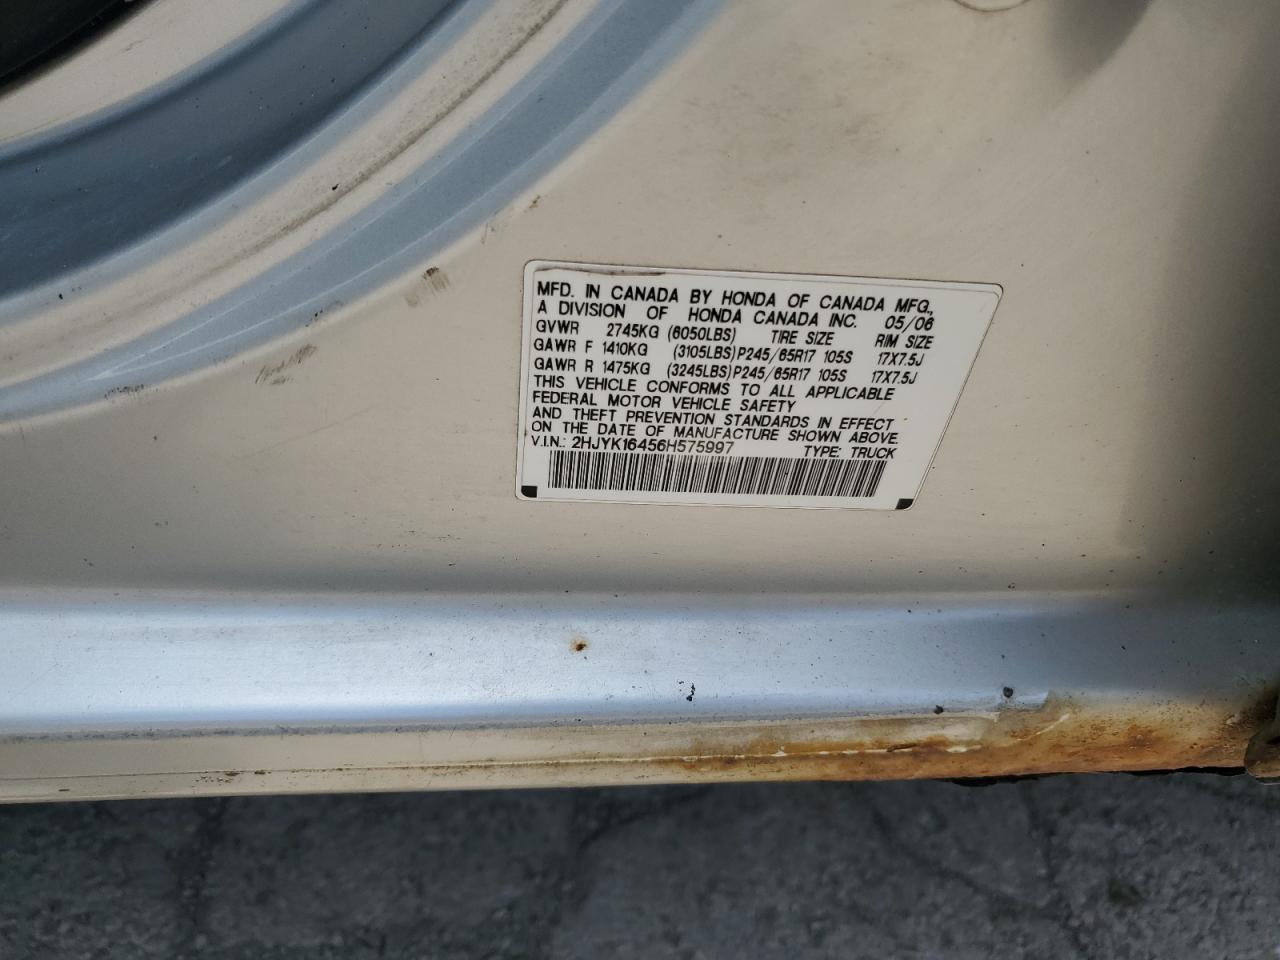 MFD. IN CANADA BY HONDA OF CANADA MFG.,
A DIVISION OF HONDA CANADA INC. 05/06
GVWR 2745KG (6050LBS) TIRE SIZE RIM SIZE
GAWR F 1410KG (3105LBS) P245/65R17 105S 17X7.5J
GAWR R 1475KG (3245LBS) P245/65R17 105S 17X7.5J
THIS VEHICLE CONFORMS TO ALL APPLICABLE
FEDERAL MOTOR VEHICLE SAFETY
AND THEFT PREVENTION STANDARDS IN EFFECT
ON THE DATE OF MANUFACTURE SHOWN ABOVE.
V.I.N.: 2HJYK16456H575997 TYPE: TRUCK